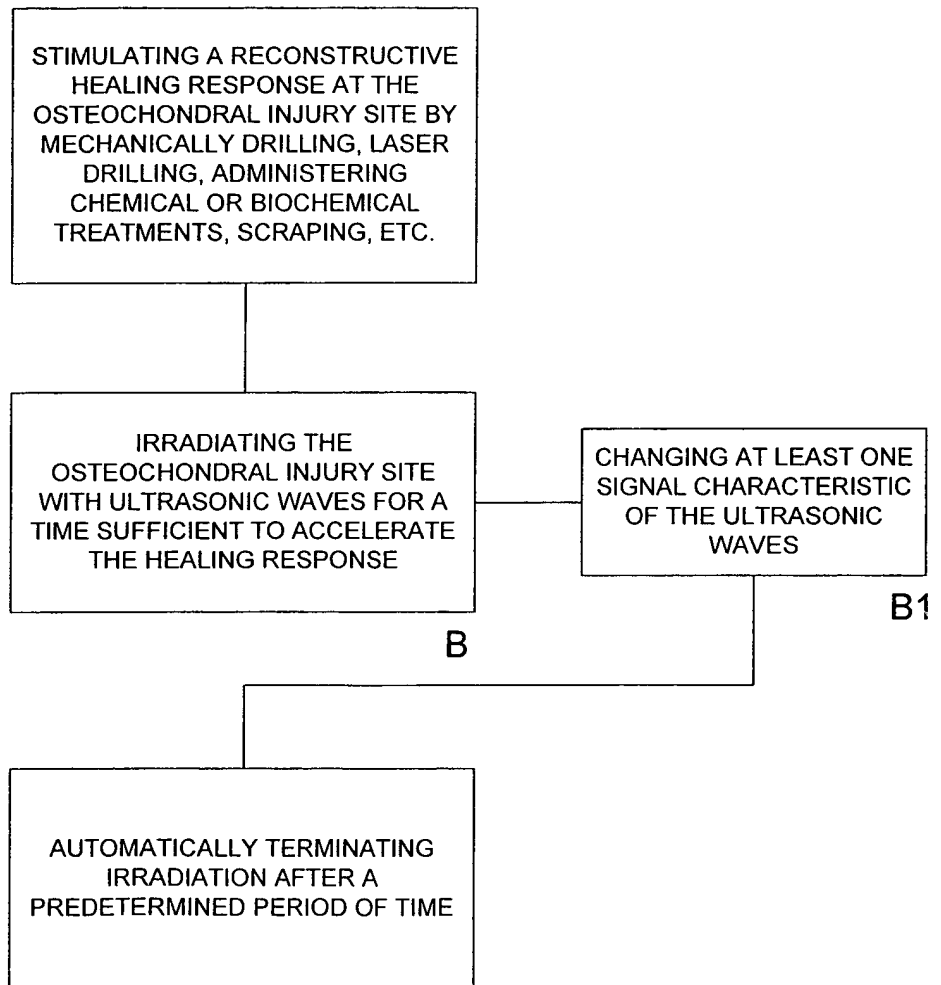 STIMULATING A RECONSTRUCTIVE
HEALING RESPONSE AT THE
OSTEOCHONDRAL INJURY SITE BY
MECHANICALLY DRILLING, LASER
DRILLING, ADMINISTERING
CHEMICAL OR BIOCHEMICAL
TREATMENTS, SCRAPING, ETC.
IRRADIATING THE
OSTEOCHONDRAL INJURY SITE
WITH ULTRASONIC WAVES FOR A
TIME SUFFICIENT TO ACCELERATE
THE HEALING RESPONSE
B
CHANGING AT LEAST ONE
SIGNAL CHARACTERISTIC
OF THE ULTRASONIC
WAVES
B1
AUTOMATICALLY TERMINATING
IRRADIATION AFTER A
PREDETERMINED PERIOD OF TIME